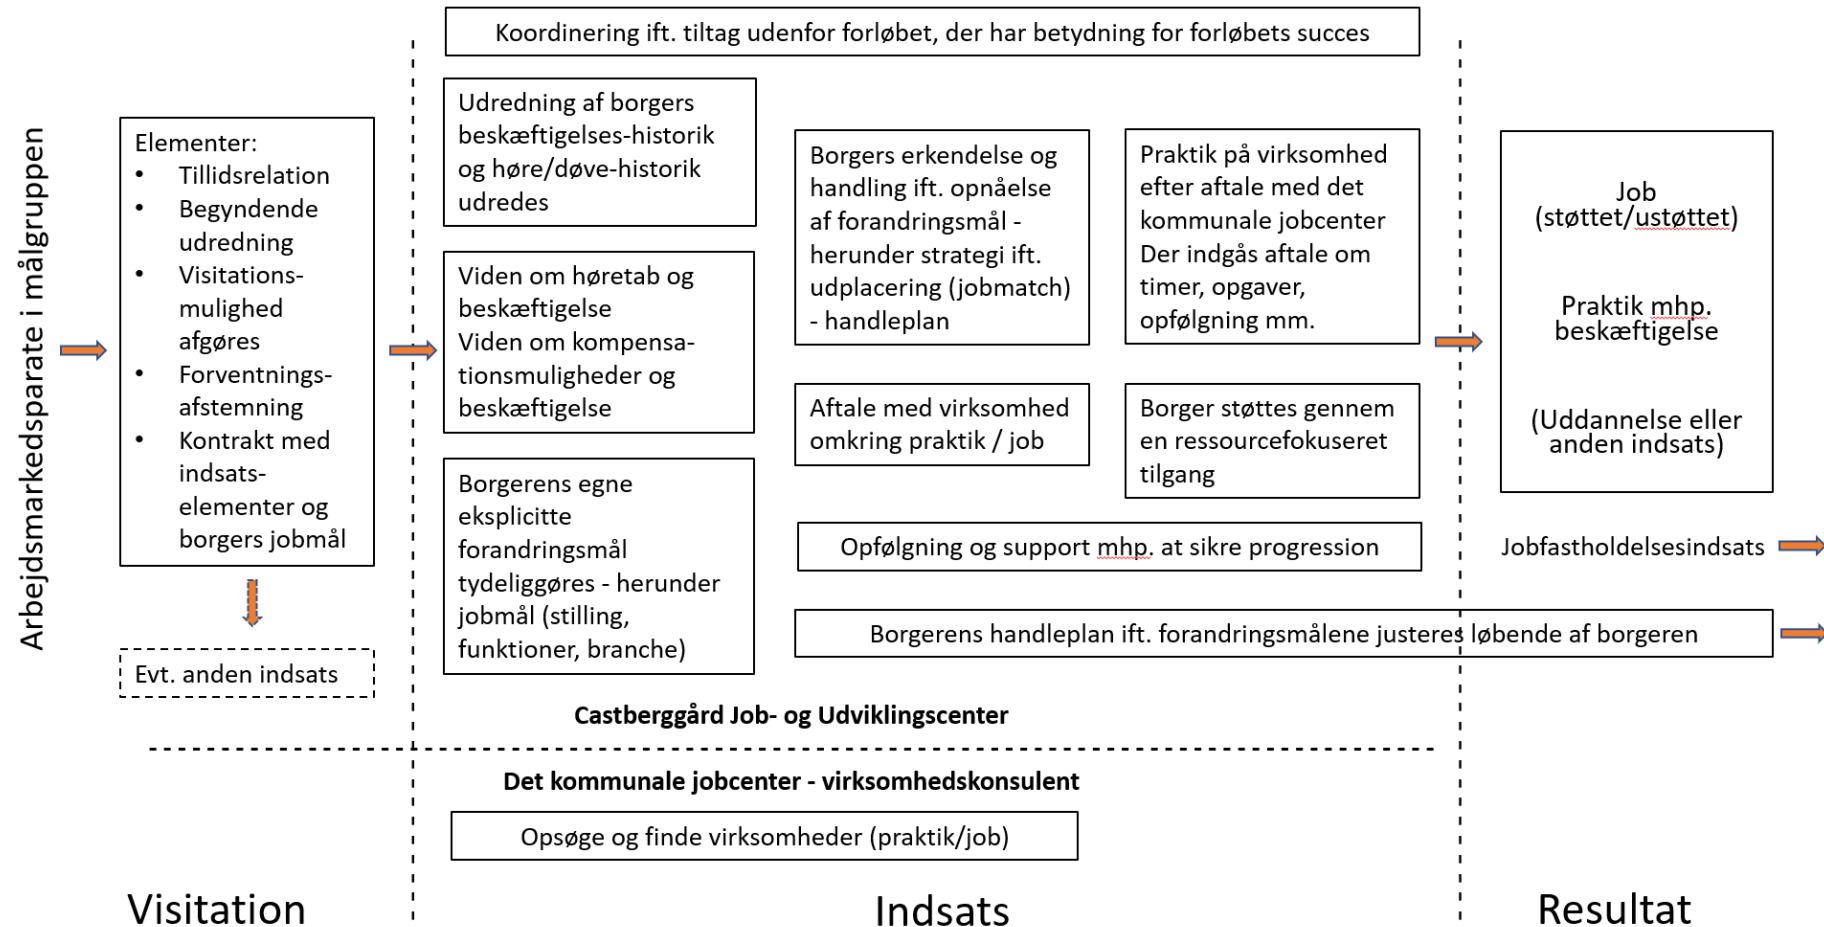 Arbejdsmarkedsparate i målgruppen
Elementer:
• Tillidsrelation
• Begyndende
udredning
• Visitations-
mulighed
afgøres
• Forventnings-
afstemning
• Kontrakt med
indsats-
elementer og
borgers jobmål
Evt. anden indsats
Koordinering ift. tiltag udenfor forløbet, der har betydning for forløbets succes
Udredning af borgers
beskæftigelses-historik
og høre/døve-historik
udredes
Viden om høretab og
beskæftigelse
Viden om kompensa-
tionsmuligheder og
beskæftigelse
Borgerens egne
eksplicitte
forandringsmål
tydeliggøres - herunder
jobmål (stilling,
funktioner, branche)
Borgers erkendelse og
handling ift. opnåelse
af forandringsmål -
herunder strategi ift.
udplacering (jobmatch)
- handleplan
Aftale med virksomhed
omkring praktik / job
Praktik på virksomhed
efter aftale med det
kommunale jobcenter
Der indgås aftale om
timer, opgaver,
opfølgning mm.
Borger støttes gennem
en ressourcefokuseret
tilgang
Opfølgning og support mhp. at sikre progression
Borgerens handleplan ift. forandringsmålene justeres løbende af borgeren
Job
(støttet/ustøttet)
Praktik mhp.
beskæftigelse
(Uddannelse eller
anden indsats)
Jobfastholdelsesindsats
Castberggård Job- og Udviklingscenter
Det kommunale jobcenter - virksomhedskonsulent
Opsøge og finde virksomheder (praktik/job)
Visitation
Indsats
Resultat